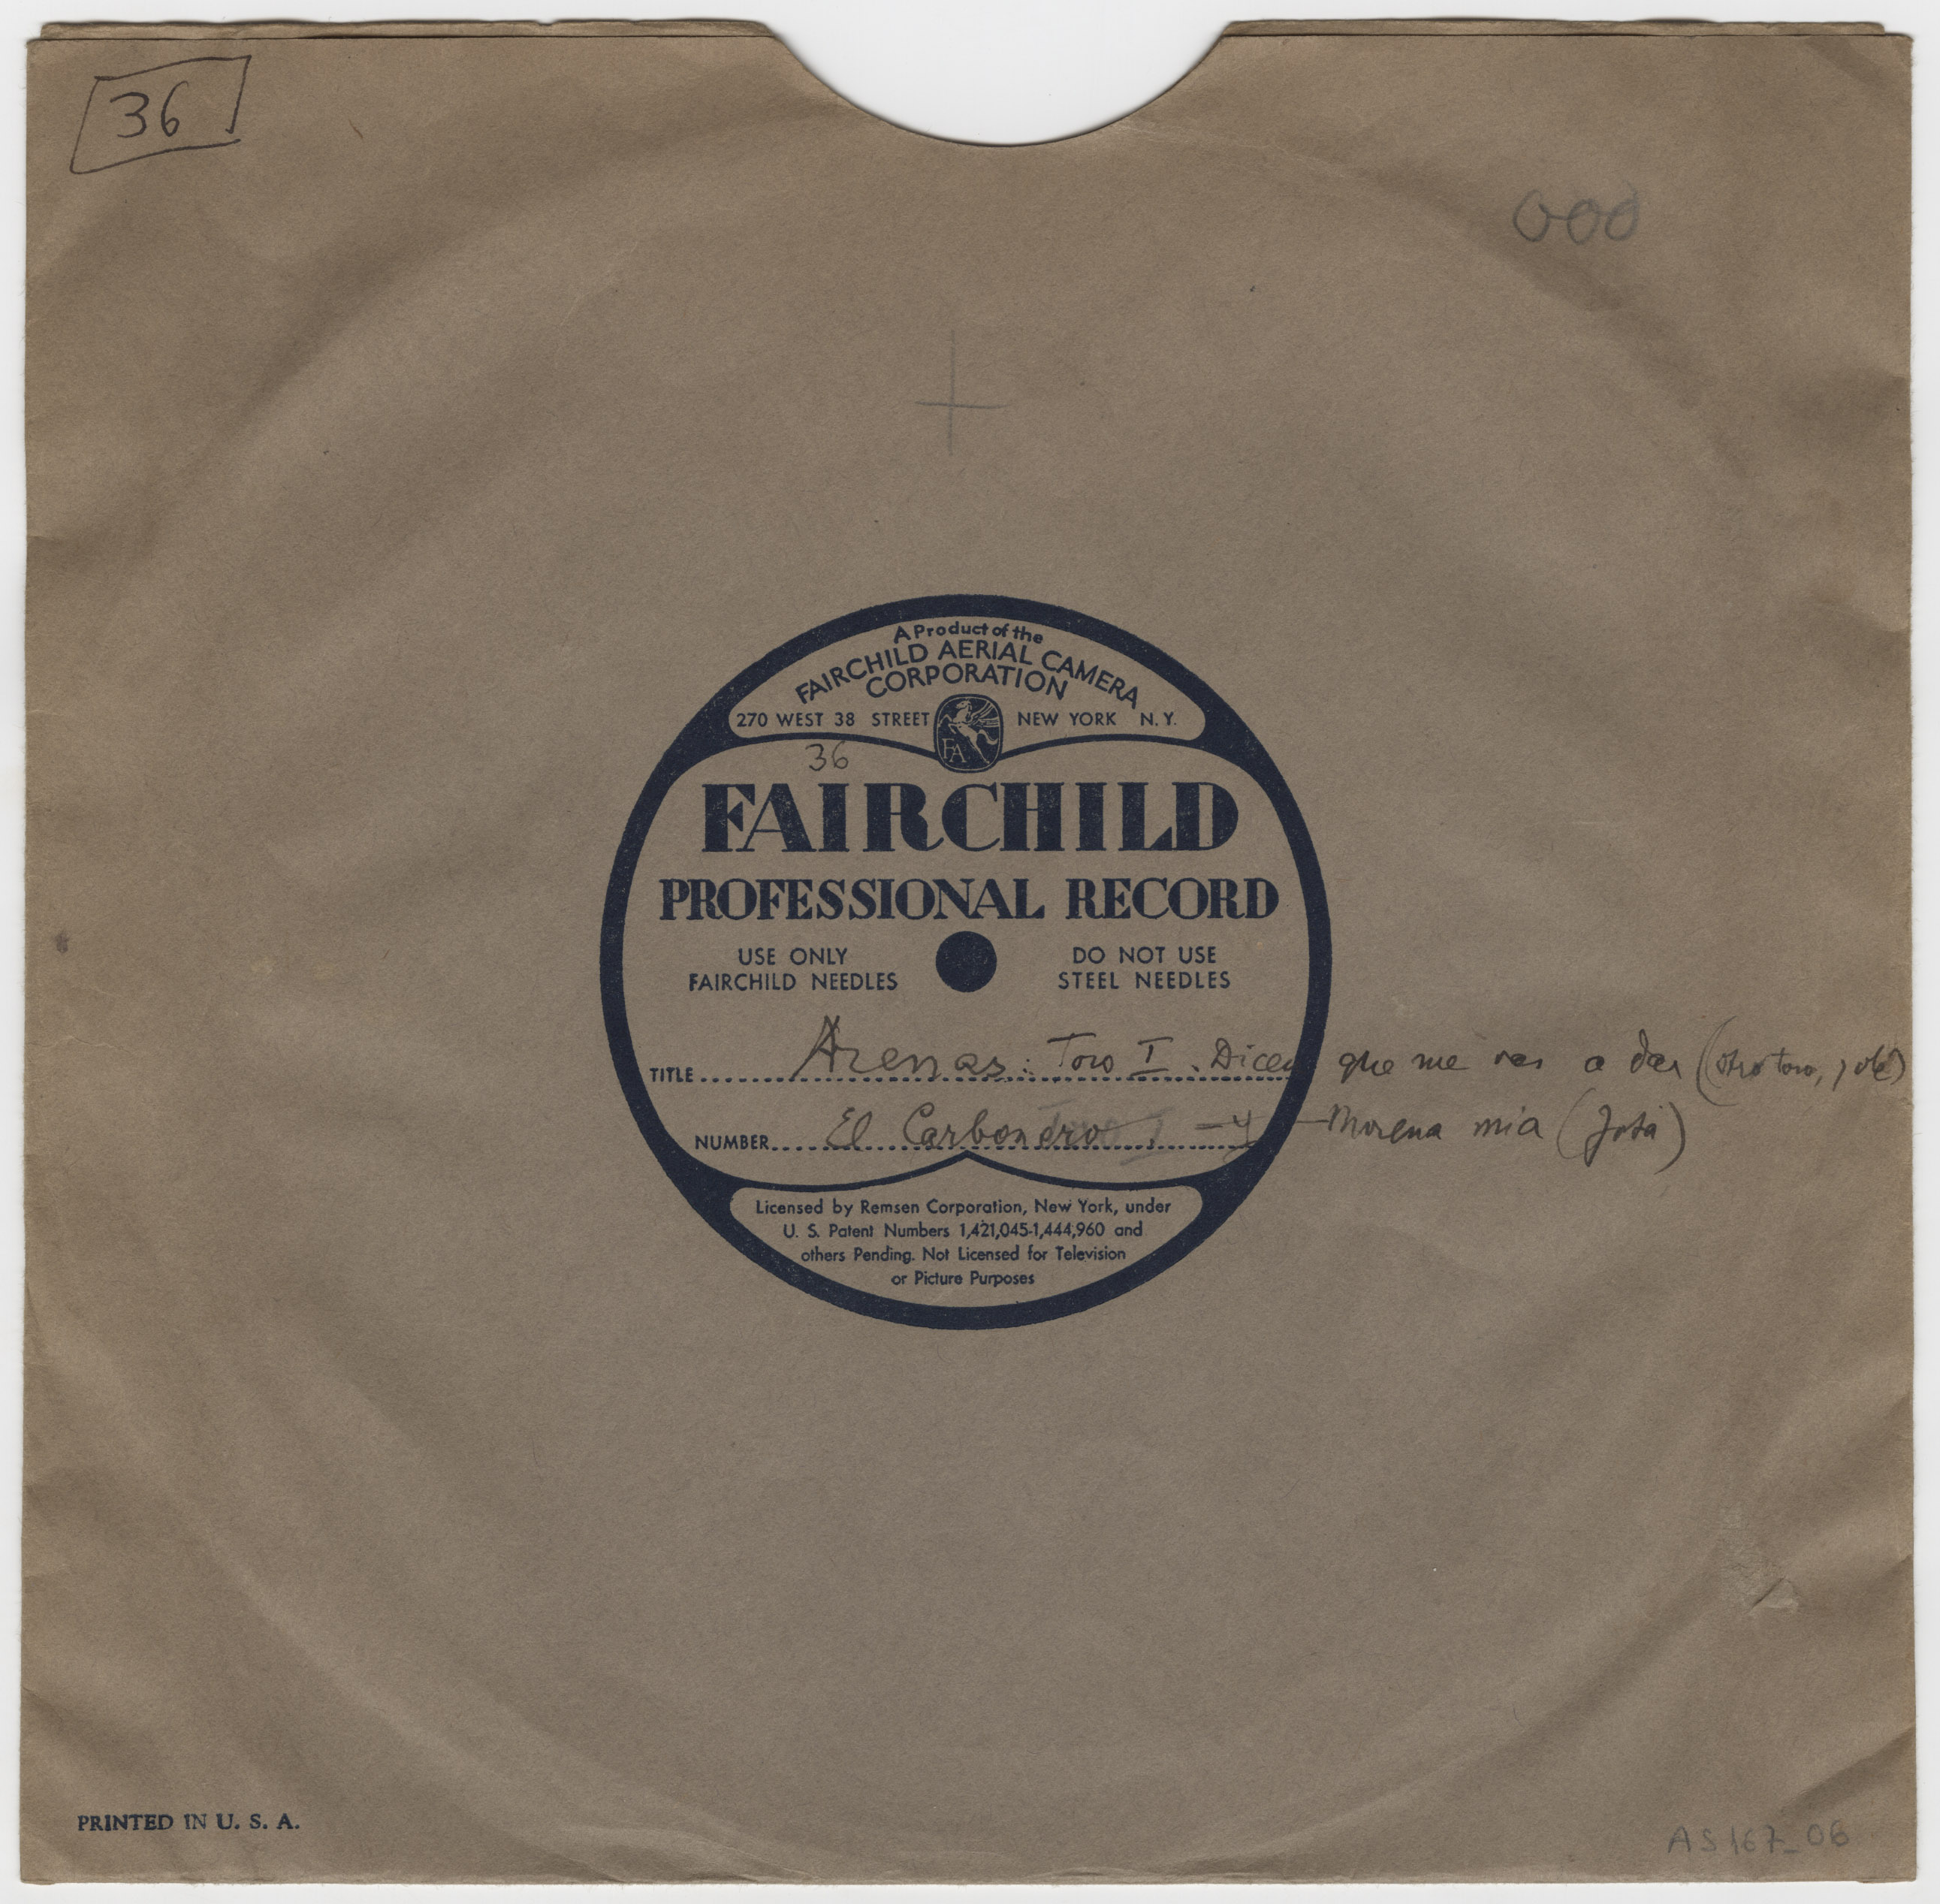 36
000
A Product of the
FAIRCHILD AERIAL CAMERA
CORPORATION
270 WEST 38 STREET NEW YORK N.Y.
FA
36
FAIRCHILD
PROFESSIONAL RECORD
USE ONLY DO NOT USE
FAIRCHILD NEEDLES STEEL NEEDLES
TITLE Arenas: Toro I. Dicen que me vas a dar (otro toro, ¡olé)
NUMBER El Carbonero - y - Morena mia (Jota)
Licensed by Remsen Corporation, New York, under
U. S. Patent Numbers 1,421,045-1,444,960 and
others Pending. Not Licensed for Television
or Picture Purposes
PRINTED IN U. S. A.
AS167_06